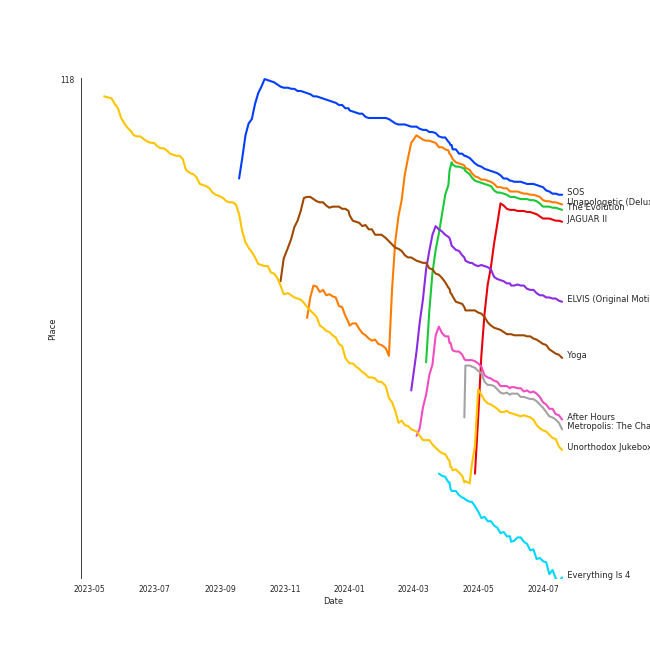 118
Place
SOS
Unapologetic (Delu
The Evolution
JAGUAR II
ELVIS (Original Moti
Yoga
After Hours
Metropolis: The Cha
Unorthodox Jukebox
Everything Is 4
2023-05 2023-07 2023-09 2023-11 2024-01 2024-03 2024-05 2024-07
Date